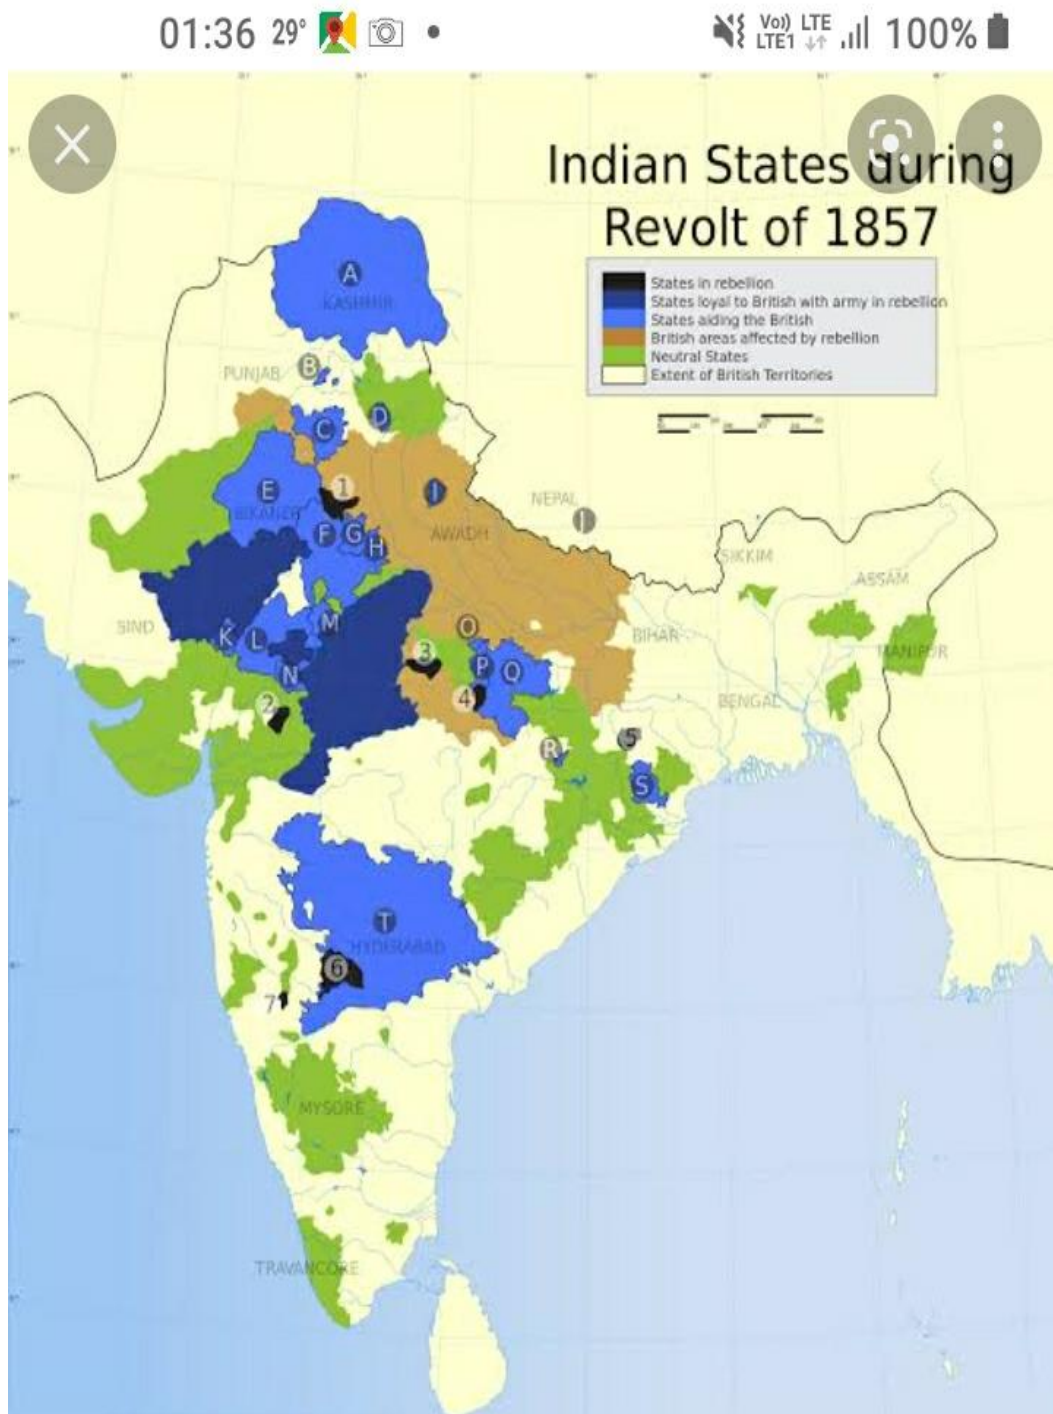 01:36 29°
Vo) LTE
LTE1
100%
Indian States during
Revolt of 1857
States in rebellion
States loyal to British with army in rebellion
States aiding the British
British areas affected by rebellion
Neutral States
Extent of British Territories
A
KASHMIR
B
PUNJAB
C
D
E
BIKANER
1
I
F
G
H
AWADH
NEPAL
J
SIKKIM
ASSAM
SIND
K
L
M
O
BIHAR
MANIPUR
N
3
P
Q
2
4
BENGAL
R
5
S
T
HYDERABAD
6
7
MYSORE
TRAVANCORE